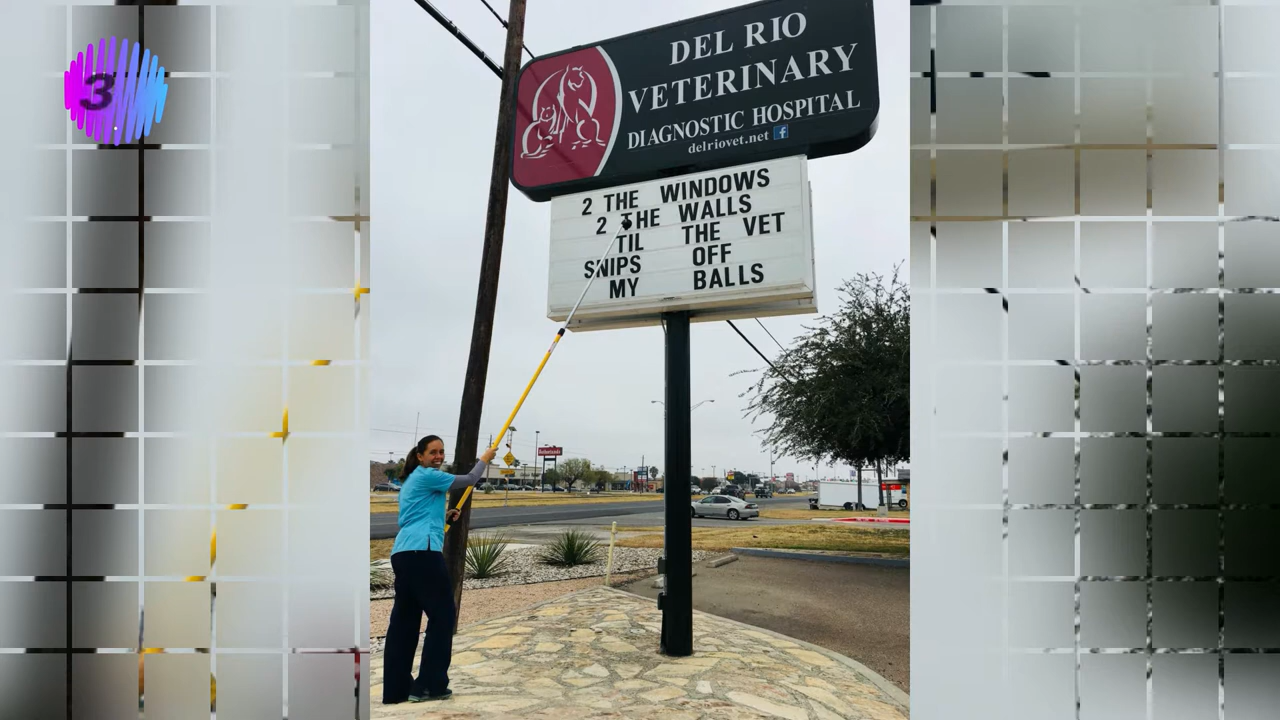 3
DEL RIO
VETERINARY
DIAGNOSTIC HOSPITAL
delriovet.net f
2 THE WINDOWS
2 THE WALLS
TIL THE VET
SNIPS OFF
MY BALLS